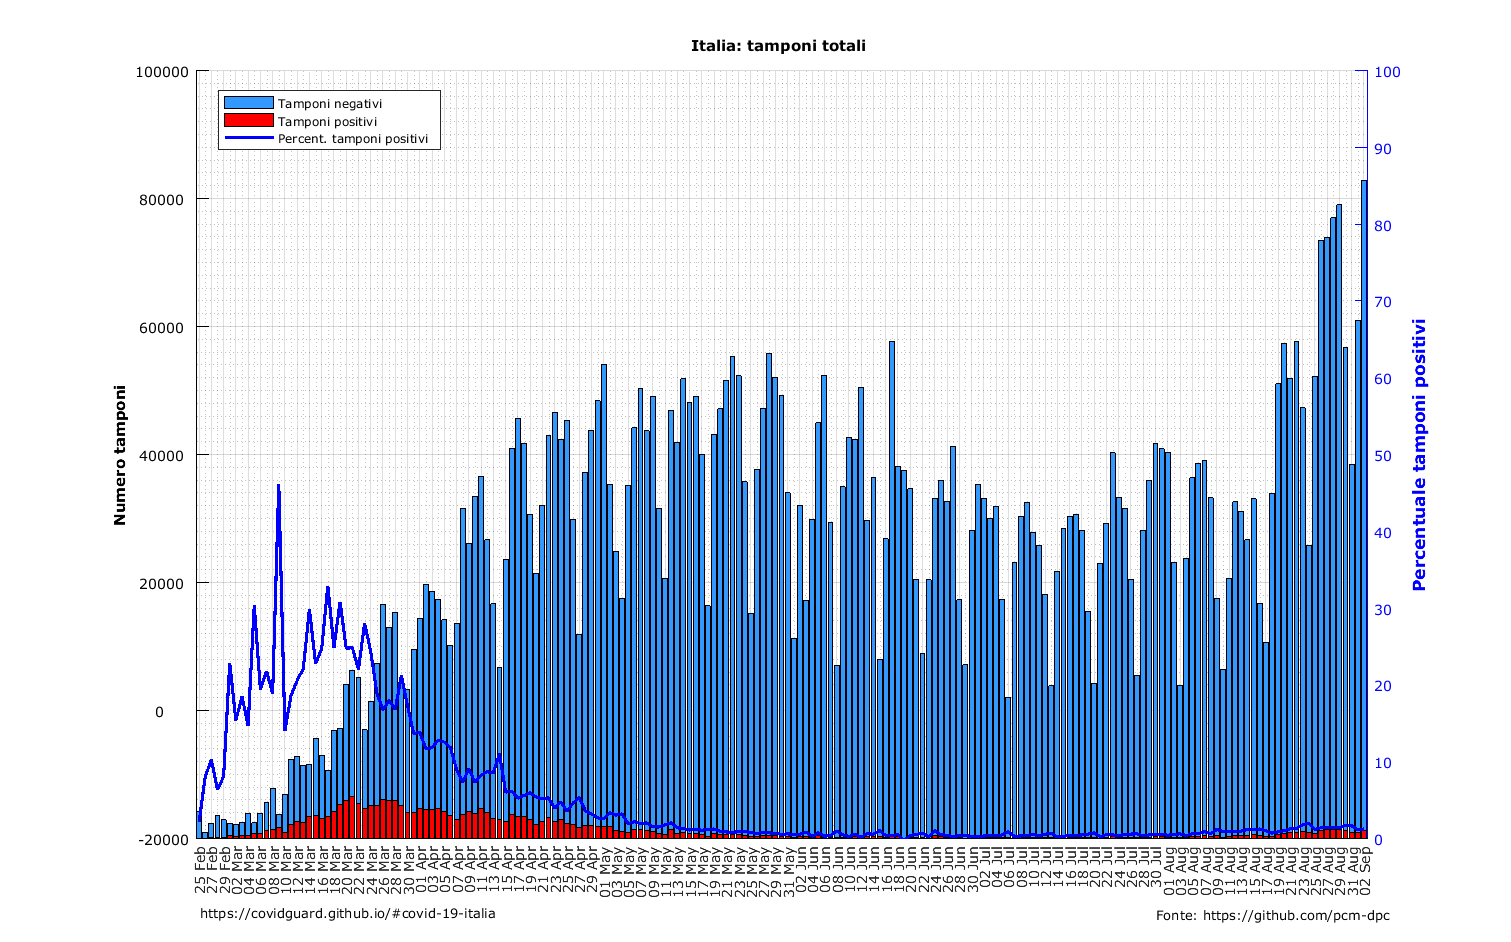 Italia: tamponi totali
100000
80000
60000
40000
20000
0
-20000
Numero tamponi
Tamponi negativi
Tamponi positivi
Percent. tamponi positivi
100
90
80
70
60
50
40
30
20
10
0
Percentuale tamponi positivi
25 Feb
27 Feb
29 Feb
02 Mar
04 Mar
06 Mar
08 Mar
10 Mar
12 Mar
14 Mar
16 Mar
18 Mar
20 Mar
22 Mar
24 Mar
26 Mar
28 Mar
30 Mar
01 Apr
03 Apr
05 Apr
07 Apr
09 Apr
11 Apr
13 Apr
15 Apr
17 Apr
19 Apr
21 Apr
23 Apr
25 Apr
27 Apr
29 Apr
01 May
03 May
05 May
07 May
09 May
11 May
13 May
15 May
17 May
19 May
21 May
23 May
25 May
27 May
29 May
31 May
02 Jun
04 Jun
06 Jun
08 Jun
10 Jun
12 Jun
14 Jun
16 Jun
18 Jun
20 Jun
22 Jun
24 Jun
26 Jun
28 Jun
30 Jun
02 Jul
04 Jul
06 Jul
08 Jul
10 Jul
12 Jul
14 Jul
16 Jul
18 Jul
20 Jul
22 Jul
24 Jul
26 Jul
28 Jul
30 Jul
01 Aug
03 Aug
05 Aug
07 Aug
09 Aug
11 Aug
13 Aug
15 Aug
17 Aug
19 Aug
21 Aug
23 Aug
25 Aug
27 Aug
29 Aug
31 Aug
02 Sep
https://covidguard.github.io/#covid-19-italia
Fonte: https://github.com/pcm-dpc